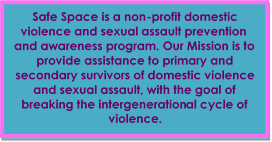 Safe Space is a non-profit domestic
violence and sexual assault prevention
and awareness program. Our Mission is to
provide assistance to primary and
secondary survivors of domestic violence
and sexual assault, with the goal of
breaking the intergenerational cycle of
violence.